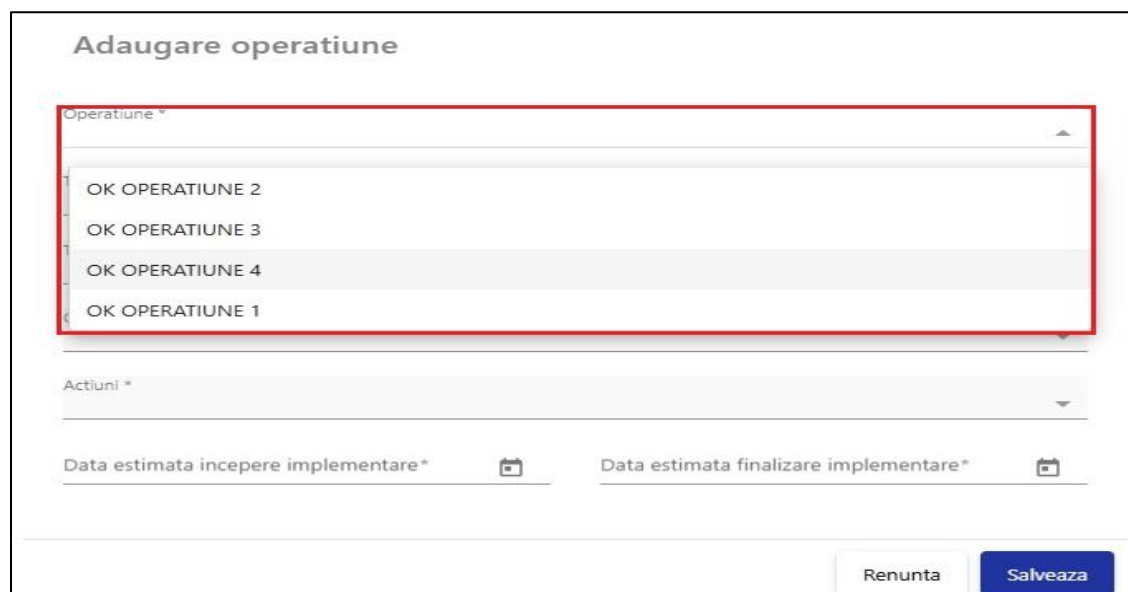 Adaugare operatiune
Operatiune *
OK OPERATIUNE 2
OK OPERATIUNE 3
OK OPERATIUNE 4
OK OPERATIUNE 1
Actiuni *
Data estimata incepere implementare*
Data estimata finalizare implementare*
Renunta
Salveaza